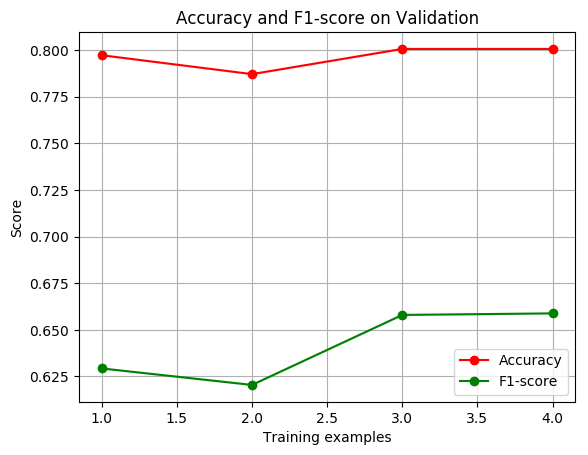 Accuracy and F1-score on Validation
0.800
0.775
0.750
0.725
0.700
0.675
0.650
0.625
Score
1.0 1.5 2.0 2.5 3.0 3.5 4.0
Training examples
Accuracy
F1-score